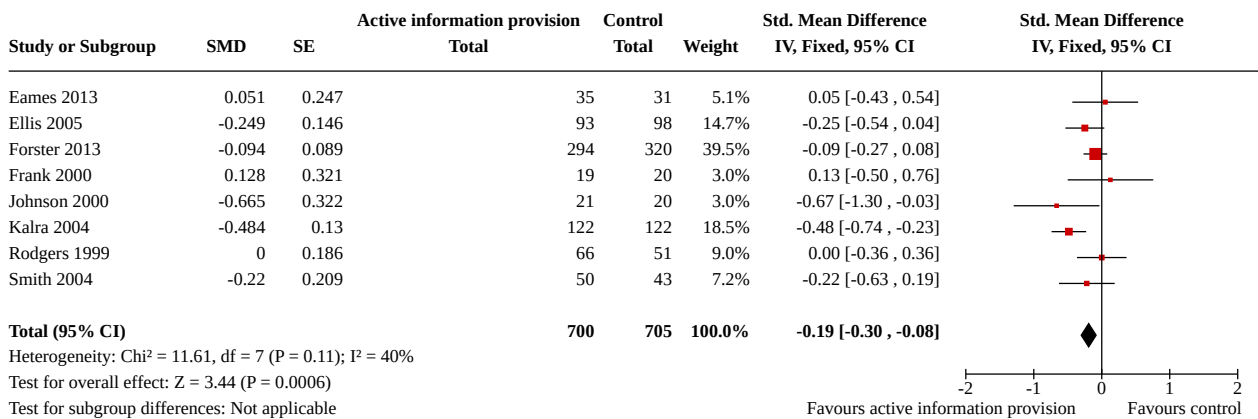 Active information provision Control Std. Mean Difference Std. Mean Difference
Study or Subgroup SMD SE Total Total Weight IV, Fixed, 95% CI IV, Fixed, 95% CI
Eames 2013 0.051 0.247 35 31 5.1% 0.05 [-0.43 , 0.54]
Ellis 2005 -0.249 0.146 93 98 14.7% -0.25 [-0.54 , 0.04]
Forster 2013 -0.094 0.089 294 320 39.5% -0.09 [-0.27 , 0.08]
Frank 2000 0.128 0.321 19 20 3.0% 0.13 [-0.50 , 0.76]
Johnson 2000 -0.665 0.322 21 20 3.0% -0.67 [-1.30 , -0.03]
Kalra 2004 -0.484 0.13 122 122 18.5% -0.48 [-0.74 , -0.23]
Rodgers 1999 0 0.186 66 51 9.0% 0.00 [-0.36 , 0.36]
Smith 2004 -0.22 0.209 50 43 7.2% -0.22 [-0.63 , 0.19]
Total (95% CI) 700 705 100.0% -0.19 [-0.30 , -0.08]
Heterogeneity: Chi² = 11.61, df = 7 (P = 0.11); I² = 40%
Test for overall effect: Z = 3.44 (P = 0.0006)
-2 -1 0 1 2
Test for subgroup differences: Not applicable
Favours active information provision Favours control